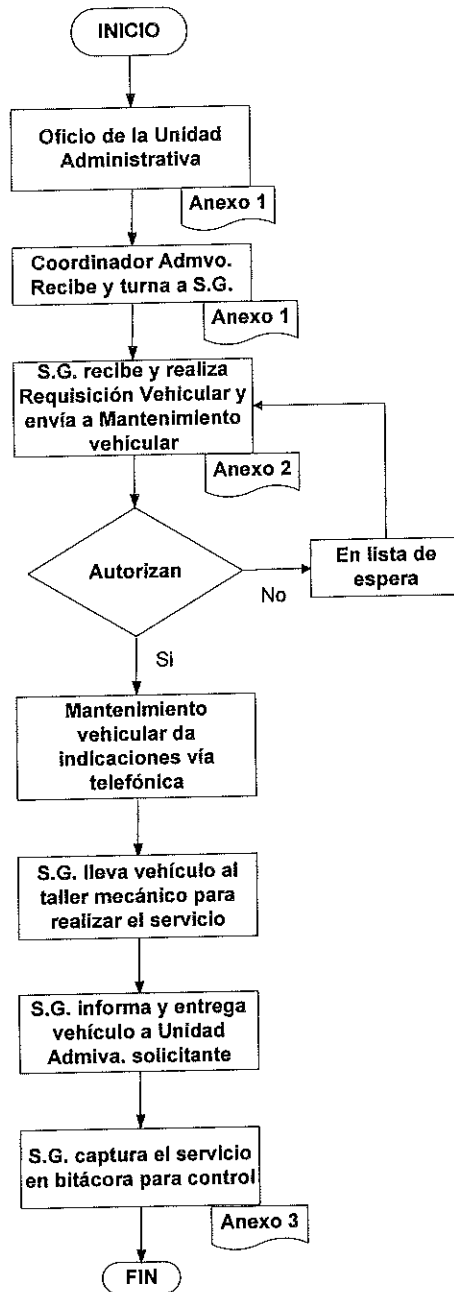 INICIO
Oficio de la Unidad
Administrativa
Anexo 1
Coordinador Admvo.
Recibe y turna a S.G.
Anexo 1
S.G. recibe y realiza
Requisición Vehicular y
envía a Mantenimiento
vehicular
Anexo 2
Autorizan
No
En lista de
espera
Si
Mantenimiento
vehicular da
indicaciones vía
telefónica
S.G. lleva vehículo al
taller mecánico para
realizar el servicio
S.G. informa y entrega
vehículo a Unidad
Admiva. solicitante
S.G. captura el servicio
en bitácora para control
Anexo 3
FIN